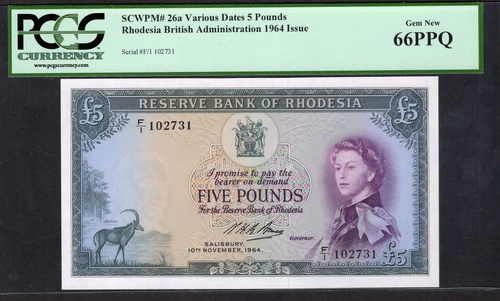 PCGS
CURRENCY
www.pcgscurrency.com
SCWPM# 26a Various Dates 5 Pounds
Rhodesia British Administration 1964 Issue
Serial#F/1 102731
Gem New
66PPQ
£5
RESERVE BANK OF RHODESIA
£5
F/1 102731
I promise to pay the
bearer on demand
FIVE POUNDS
For the Reserve Bank of Rhodesia
SALISBURY,
10TH NOVEMBER, 1964.
Governor.
F/1 102731
£5